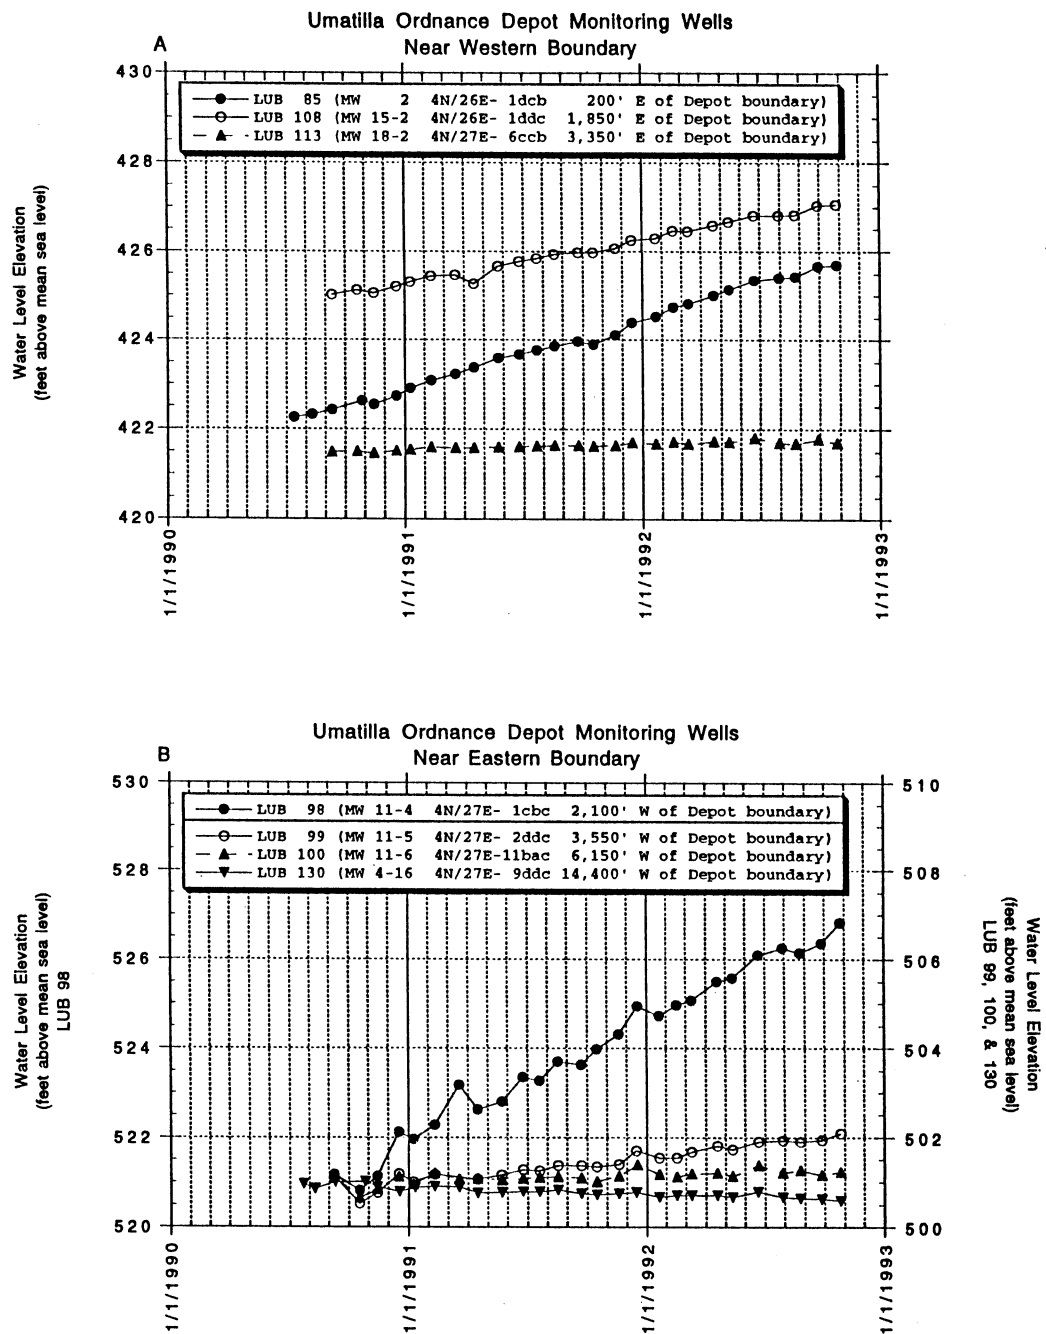 Umatilla Ordnance Depot Monitoring Wells
Near Western Boundary
A
LUB 85 (MW 2 4N/26E- 1dcb 200' E of Depot boundary)
LUB 108 (MW 15-2 4N/26E- 1ddc 1,850' E of Depot boundary)
LUB 113 (MW 18-2 4N/27E- 6ccb 3,350' E of Depot boundary)
Water Level Elevation
(feet above mean sea level)
430
428
426
424
422
420
1/1/1990
1/1/1991
1/1/1992
1/1/1993
Umatilla Ordnance Depot Monitoring Wells
Near Eastern Boundary
B
LUB 98 (MW 11-4 4N/27E- 1cbc 2,100' W of Depot boundary)
LUB 99 (MW 11-5 4N/27E- 2ddc 3,550' W of Depot boundary)
LUB 100 (MW 11-6 4N/27E-11bac 6,150' W of Depot boundary)
LUB 130 (MW 4-16 4N/27E- 9ddc 14,400' W of Depot boundary)
Water Level Elevation
(feet above mean sea level)
LUB 98
530
528
526
524
522
520
510
508
506
504
502
500
Water Level Elevation
(feet above mean sea level)
LUB 99, 100, & 130
1/1/1990
1/1/1991
1/1/1992
1/1/1993